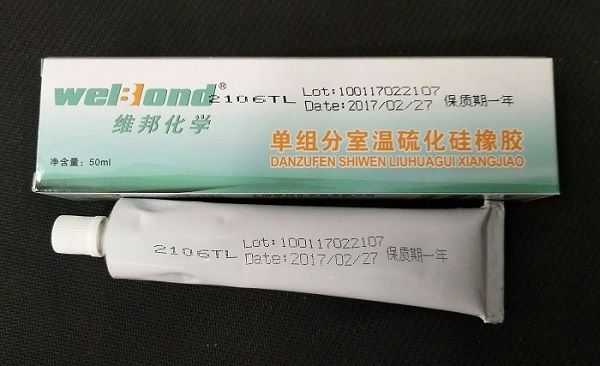 weBond® 2106TL Lot:100117022107
Date:2017/02/27 保质期一年
维邦化学
单组分室温硫化硅橡胶
DANZUFEN SHIWEN LIUHUAGUI XIANGJIAO
净含量：50ml
2106TL Lot:100117022107
Date:2017/02/27 保质期一年